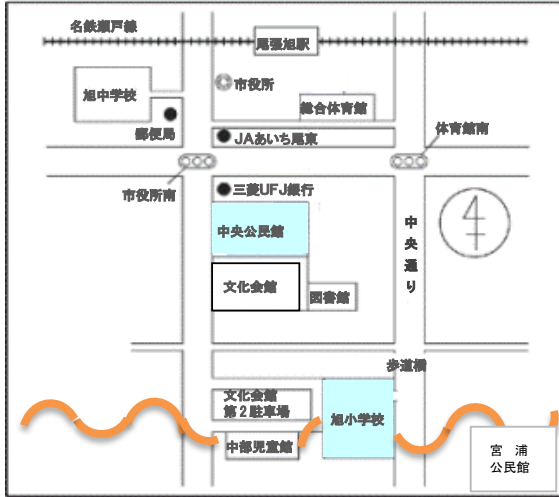 名鉄瀬戸線
尾張旭駅
旭中学校
市役所
総合体育館
郵便局
JAあいち尾東
体育館南
市役所南
三菱UFJ銀行
中央公民館
中央通り
文化会館
図書館
歩道橋
文化会館
第2駐車場
旭小学校
中部児童館
宮 浦
公民館